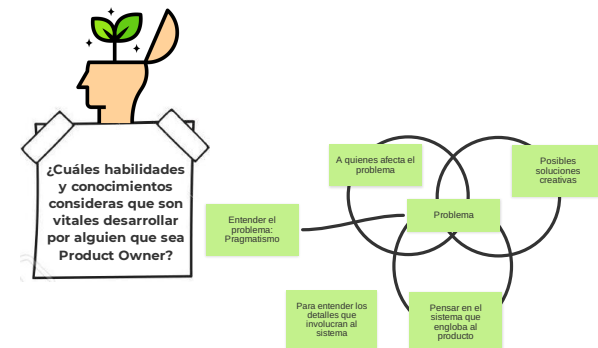 ¿Cuáles habilidades
y conocimientos
consideras que son
vitales desarrollar
por alguien que sea
Product Owner?
A quienes afecta el
problema
Posibles
soluciones
creativas
Entender el
problema:
Pragmatismo
Problema
Para entender los
detalles que
involucran al
sistema
Pensar en el
sistema que
engloba al
producto